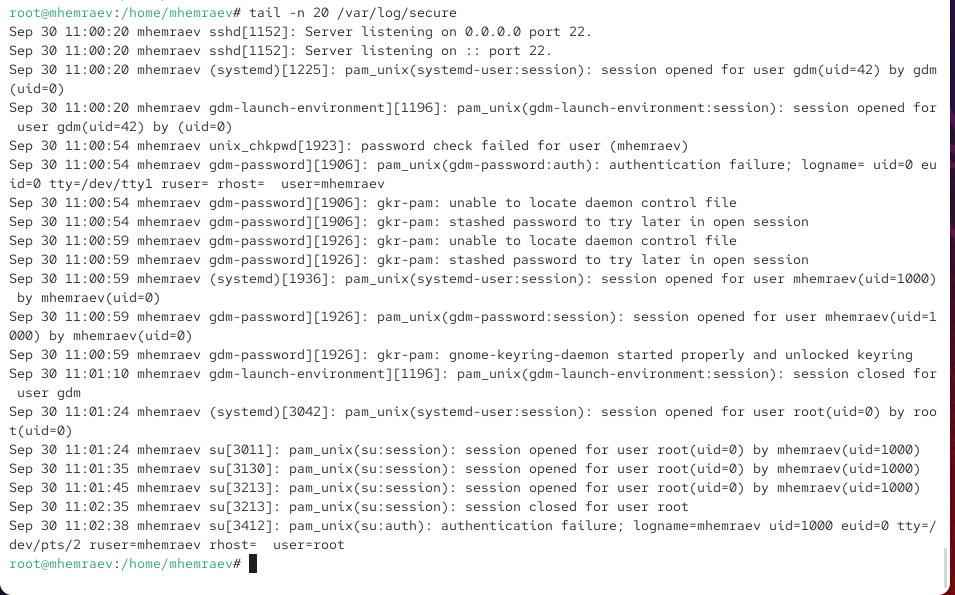 root@mhemraev:/home/mhemraev# tail -n 20 /var/log/secure
Sep 30 11:00:20 mhemraev sshd[1152]: Server listening on 0.0.0.0 port 22.
Sep 30 11:00:20 mhemraev sshd[1152]: Server listening on :: port 22.
Sep 30 11:00:20 mhemraev (systemd)[1225]: pam_unix(systemd-user:session): session opened for user gdm(uid=42) by gdm
(uid=0)
Sep 30 11:00:20 mhemraev gdm-launch-environment][1196]: pam_unix(gdm-launch-environment:session): session opened for
 user gdm(uid=42) by (uid=0)
Sep 30 11:00:54 mhemraev unix_chkpwd[1923]: password check failed for user (mhemraev)
Sep 30 11:00:54 mhemraev gdm-password][1906]: pam_unix(gdm-password:auth): authentication failure; logname= uid=0 eu
id=0 tty=/dev/tty1 ruser= rhost=  user=mhemraev
Sep 30 11:00:54 mhemraev gdm-password][1906]: gkr-pam: unable to locate daemon control file
Sep 30 11:00:54 mhemraev gdm-password][1906]: gkr-pam: stashed password to try later in open session
Sep 30 11:00:59 mhemraev gdm-password][1926]: gkr-pam: unable to locate daemon control file
Sep 30 11:00:59 mhemraev gdm-password][1926]: gkr-pam: stashed password to try later in open session
Sep 30 11:00:59 mhemraev (systemd)[1936]: pam_unix(systemd-user:session): session opened for user mhemraev(uid=1000)
 by mhemraev(uid=0)
Sep 30 11:00:59 mhemraev gdm-password][1926]: pam_unix(gdm-password:session): session opened for user mhemraev(uid=1
000) by mhemraev(uid=0)
Sep 30 11:00:59 mhemraev gdm-password][1926]: gkr-pam: gnome-keyring-daemon started properly and unlocked keyring
Sep 30 11:01:10 mhemraev gdm-launch-environment][1196]: pam_unix(gdm-launch-environment:session): session closed for
 user gdm
Sep 30 11:01:24 mhemraev (systemd)[3042]: pam_unix(systemd-user:session): session opened for user root(uid=0) by roo
t(uid=0)
Sep 30 11:01:24 mhemraev su[3011]: pam_unix(su:session): session opened for user root(uid=0) by mhemraev(uid=1000)
Sep 30 11:01:35 mhemraev su[3130]: pam_unix(su:session): session opened for user root(uid=0) by mhemraev(uid=1000)
Sep 30 11:01:45 mhemraev su[3213]: pam_unix(su:session): session opened for user root(uid=0) by mhemraev(uid=1000)
Sep 30 11:02:35 mhemraev su[3213]: pam_unix(su:session): session closed for user root
Sep 30 11:02:38 mhemraev su[3412]: pam_unix(su:auth): authentication failure; logname=mhemraev uid=1000 euid=0 tty=/
dev/pts/2 ruser=mhemraev rhost=  user=root
root@mhemraev:/home/mhemraev#